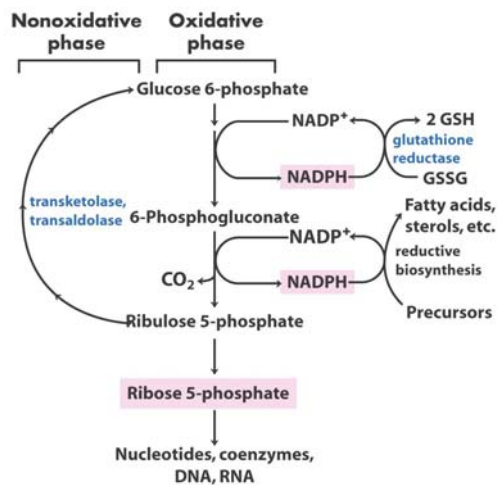 Nonoxidative phase
Oxidative phase
Glucose 6-phosphate
NADP+
2 GSH
glutathione
reductase
NADPH
GSSG
transketolase,
transaldolase
6-Phosphogluconate
Fatty acids,
sterols, etc.
NADP+
reductive
biosynthesis
CO2
NADPH
Precursors
Ribulose 5-phosphate
Ribose 5-phosphate
Nucleotides, coenzymes,
DNA, RNA